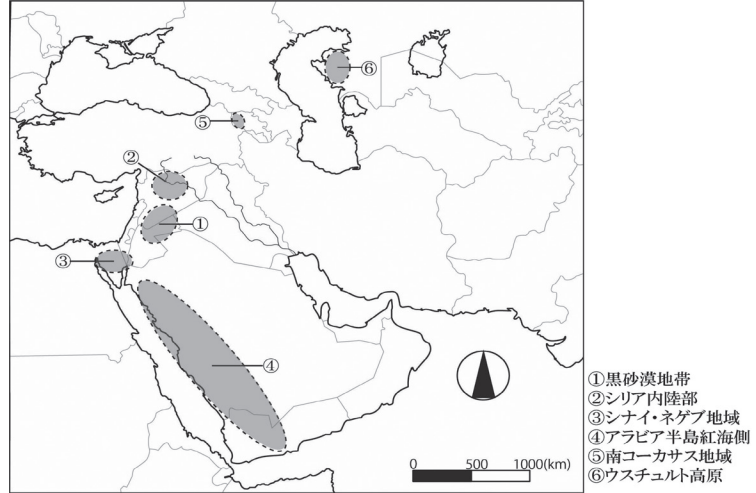 ⑥
⑤
②
①
③
④
0 500 1000(km)
①黒砂漠地帯
②シリア内陸部
③シナイ・ネゲブ地域
④アラビア半島紅海側
⑤南コーカサス地域
⑥ウスチュルト高原